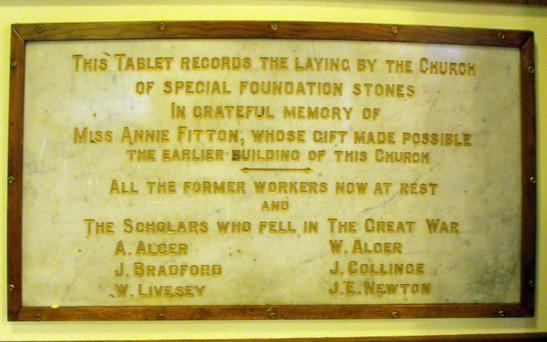 This Tablet records the laying by the Church
of special foundation stones
in grateful memory of
Miss Annie Fitton, whose gift made possible
the earlier building of this Church
All the former workers now at rest
and
The Scholars who fell in The Great War
A. Alger W. Alger
J. Bradford J. Collinge
W. Livesey J.E. Newton